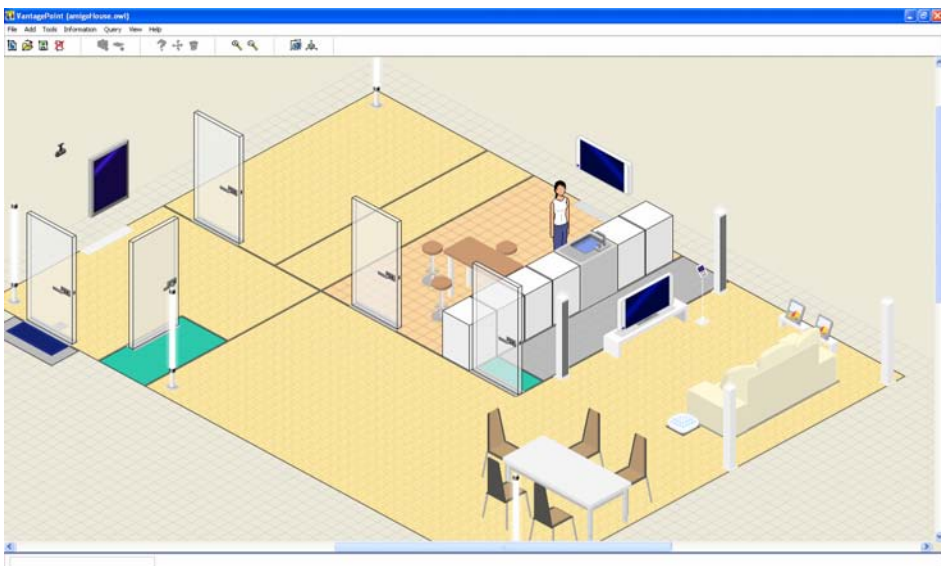 VantagePoint (amigoHouse.owl)
File Add Tools Information Query View Help